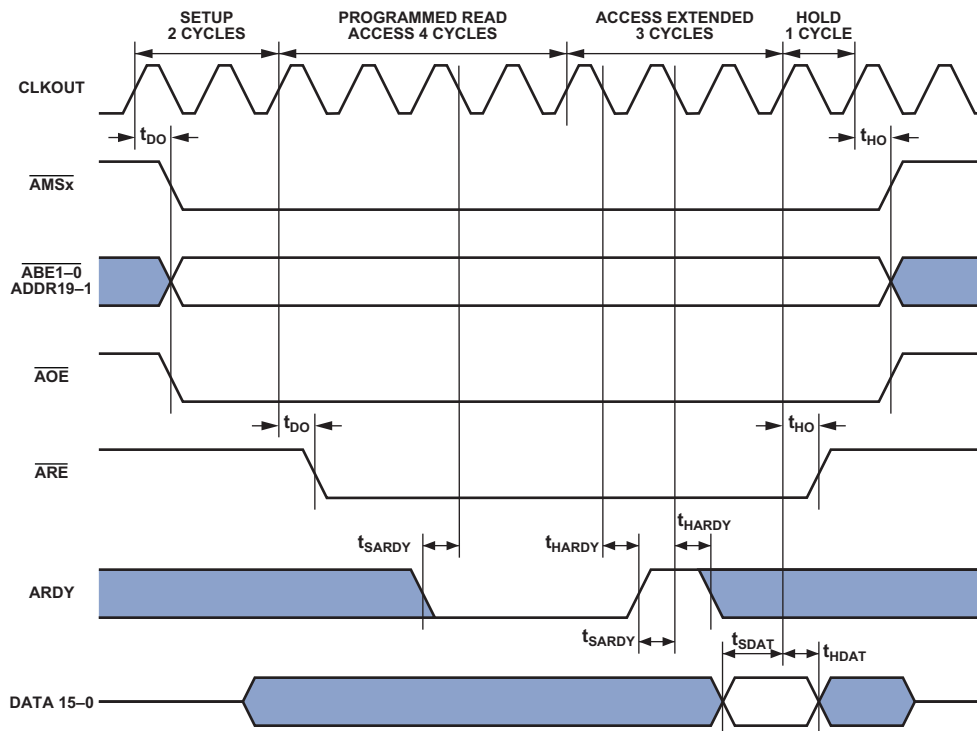 SETUP
2 CYCLES
PROGRAMMED READ
ACCESS 4 CYCLES
ACCESS EXTENDED
3 CYCLES
HOLD
1 CYCLE
CLKOUT
tDO
tHO
AMSx
ABE1–0
ADDR19–1
AOE
tDO
tHO
ARE
tSARDY
tHARDY
tHARDY
ARDY
tSARDY
tSDAT
tHDAT
DATA 15–0